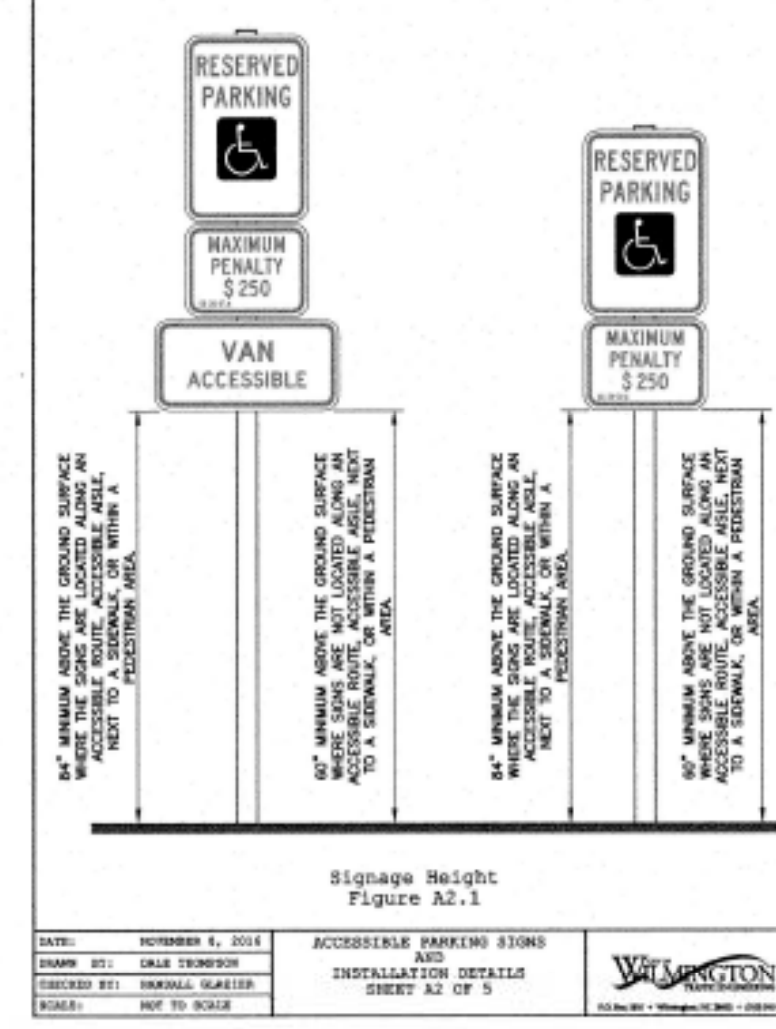 RESERVED
PARKING
MAXIMUM
PENALTY
$250
VAN
ACCESSIBLE
RESERVED
PARKING
MAXIMUM
PENALTY
$250
84" MINIMUM ABOVE THE GROUND SURFACE
WHERE THE SIGNS ARE LOCATED ALONG AN
ACCESSIBLE ROUTE, ACCESSIBLE AISLE,
NEXT TO A SIDEWALK, OR WITHIN A
PEDESTRIAN AREA.
60" MINIMUM ABOVE THE GROUND SURFACE
WHERE SIGNS ARE NOT LOCATED ALONG AN
ACCESSIBLE ROUTE, ACCESSIBLE AISLE, NEXT
TO A SIDEWALK, OR WITHIN A PEDESTRIAN
AREA.
84" MINIMUM ABOVE THE GROUND SURFACE
WHERE THE SIGNS ARE LOCATED ALONG AN
ACCESSIBLE ROUTE, ACCESSIBLE AISLE,
NEXT TO A SIDEWALK, OR WITHIN A
PEDESTRIAN AREA.
60" MINIMUM ABOVE THE GROUND SURFACE
WHERE SIGNS ARE NOT LOCATED ALONG AN
ACCESSIBLE ROUTE, ACCESSIBLE AISLE, NEXT
TO A SIDEWALK, OR WITHIN A PEDESTRIAN
AREA.
Signage Height
Figure A2.1
DATE: NOVEMBER 8, 2016
DRAWN BY: DALE THOMPSON
CHECKED BY: RANDALL GLAZIER
SCALE: NOT TO SCALE
ACCESSIBLE PARKING SIGNS
AND
INSTALLATION DETAILS
SHEET A2 OF 5
WILMINGTON
TRAFFIC ENGINEERING